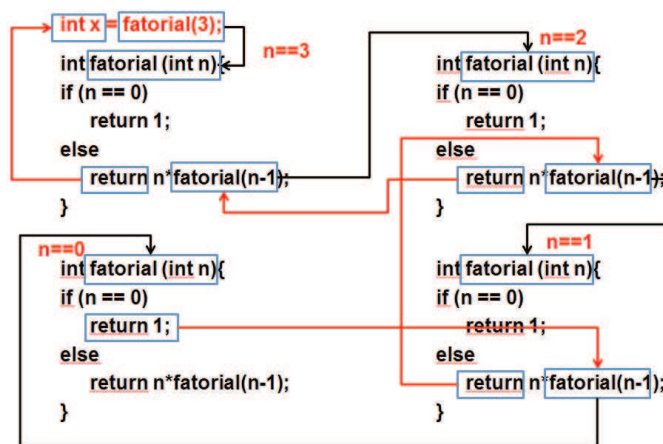 int x = fatorial(3);
n==3
int fatorial (int n){
if (n == 0)
return 1;
else
return n*fatorial(n-1);
}
n==2
int fatorial (int n){
if (n == 0)
return 1;
else
return n*fatorial(n-1);
}
n==0
int fatorial (int n){
if (n == 0)
return 1;
else
return n*fatorial(n-1);
}
n==1
int fatorial (int n){
if (n == 0)
return 1;
else
return n*fatorial(n-1);
}